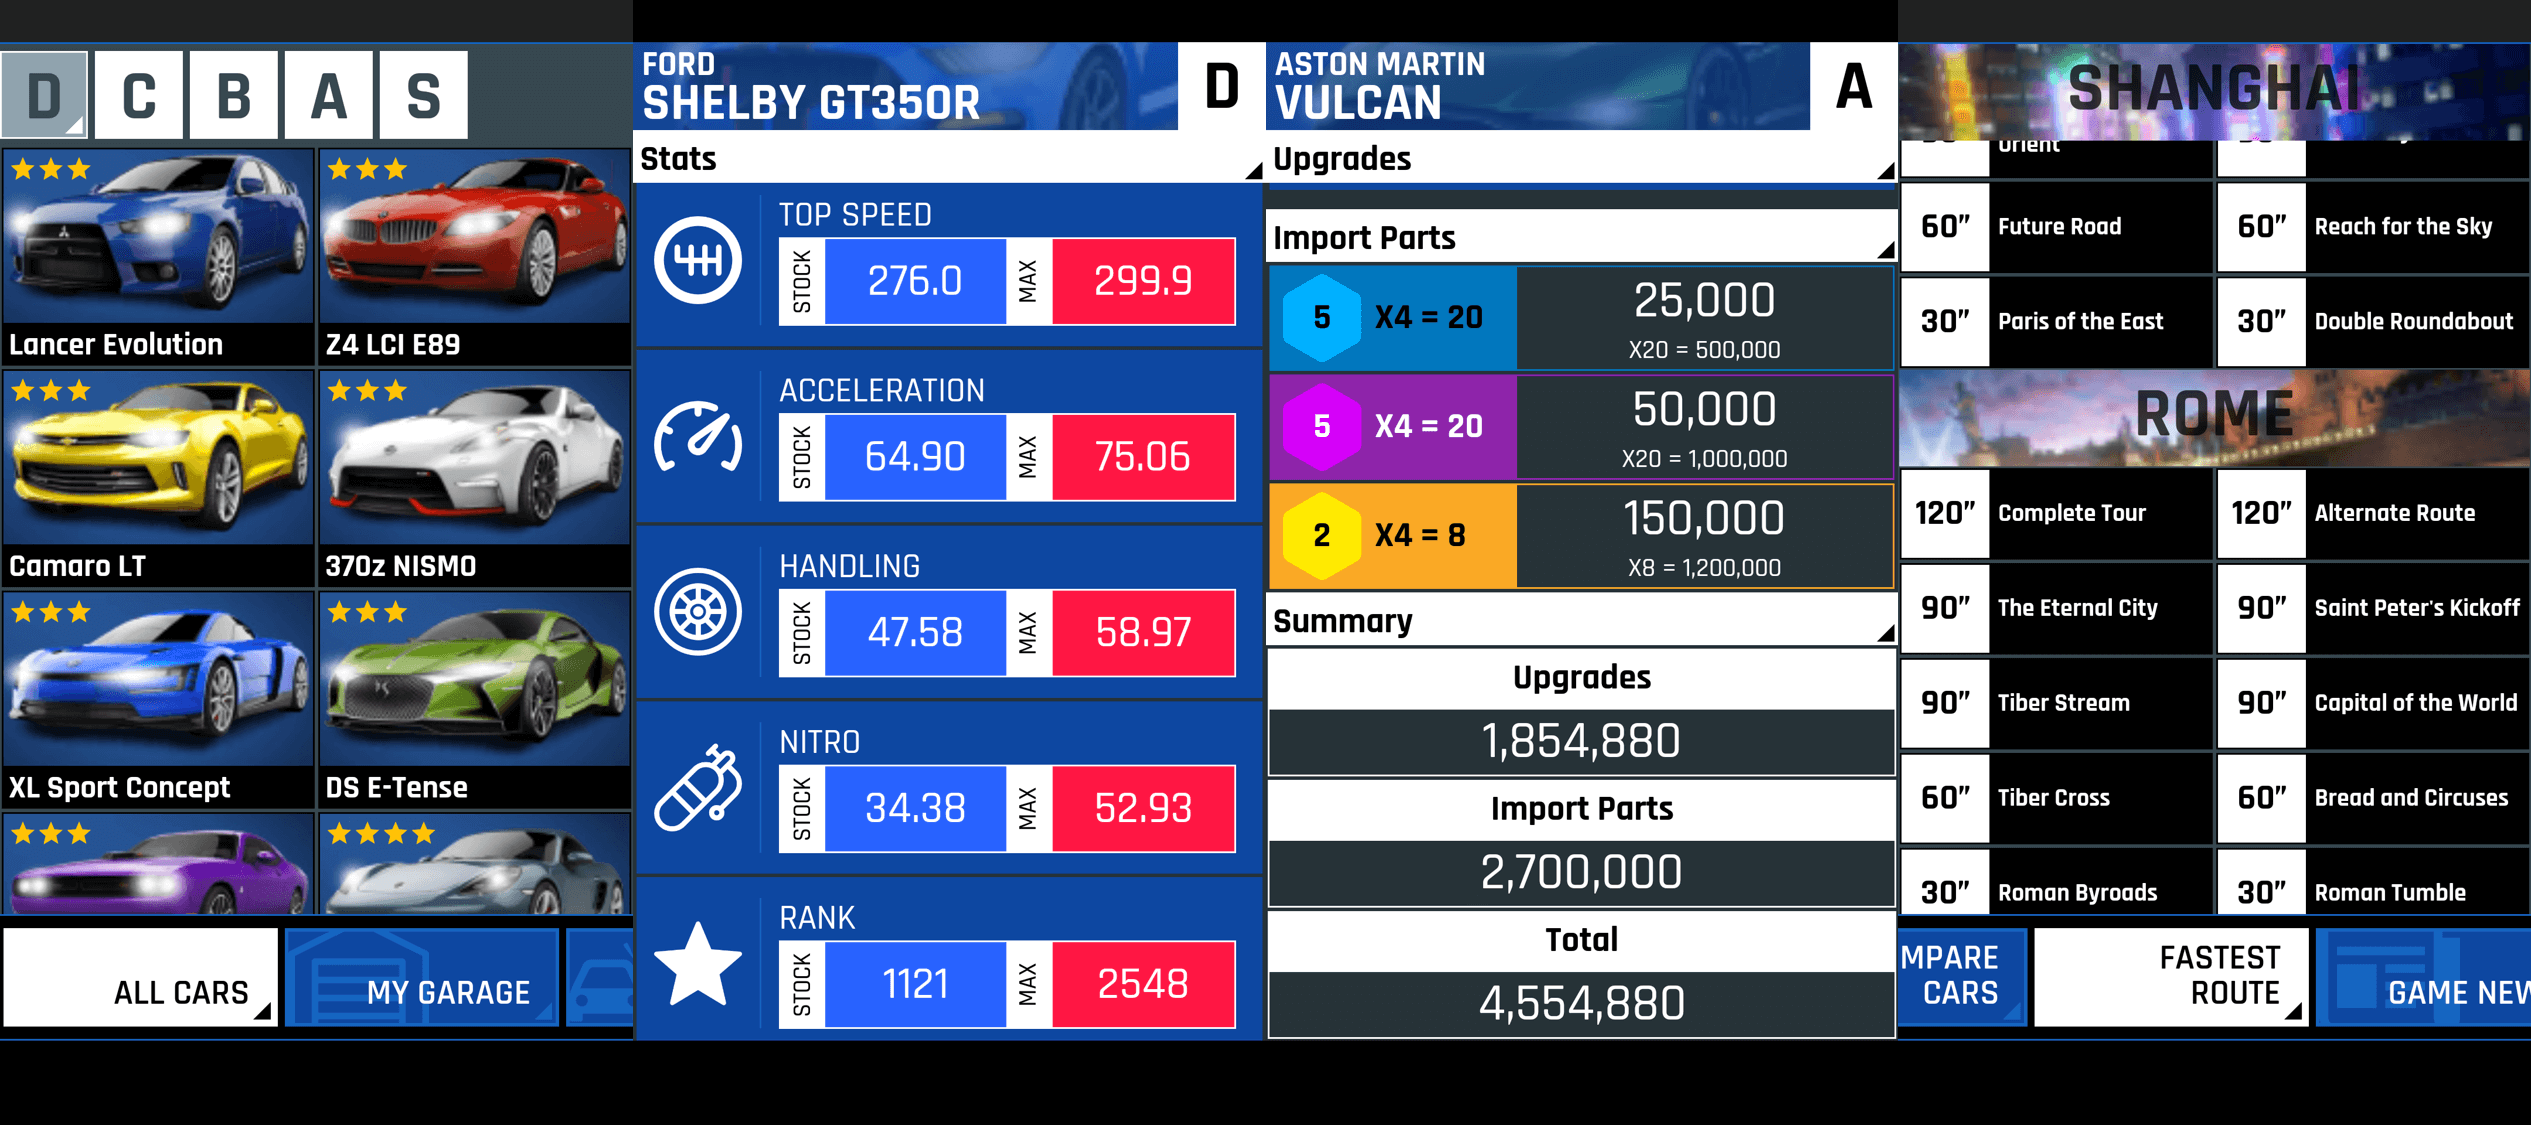 D C B A S
Lancer Evolution
Z4 LCI E89
Camaro LT
370z NISMO
XL Sport Concept
DS E-Tense
ALL CARS
MY GARAGE
FORD
SHELBY GT350R
D
Stats
TOP SPEED
STOCK 276.0 MAX 299.9
ACCELERATION
STOCK 64.90 MAX 75.06
HANDLING
STOCK 47.58 MAX 58.97
NITRO
STOCK 34.38 MAX 52.93
RANK
STOCK 1121 MAX 2548
ASTON MARTIN
VULCAN
A
Upgrades
Import Parts
5 X4 = 20
25,000
X20 = 500,000
5 X4 = 20
50,000
X20 = 1,000,000
2 X4 = 8
150,000
X8 = 1,200,000
Summary
Upgrades
1,854,880
Import Parts
2,700,000
Total
4,554,880
SHANGHAI
Orient
60” Future Road
60” Reach for the Sky
30” Paris of the East
30” Double Roundabout
ROME
120” Complete Tour
120” Alternate Route
90” The Eternal City
90” Saint Peter's Kickoff
90” Tiber Stream
90” Capital of the World
60” Tiber Cross
60” Bread and Circuses
30” Roman Byroads
30” Roman Tumble
MPARE
CARS
FASTEST
ROUTE
GAME NEW